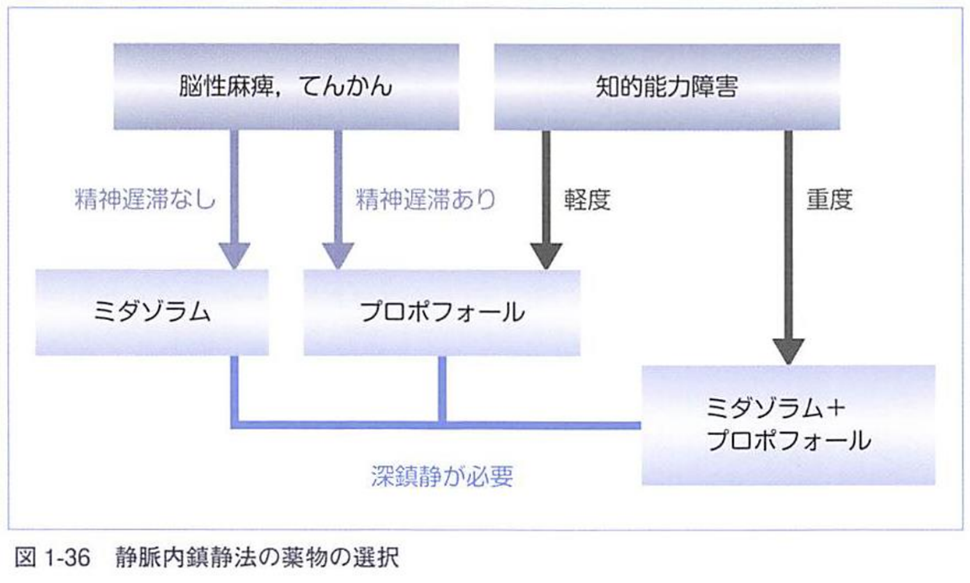 脳性麻痺，てんかん
知的能力障害
精神遅滞なし
精神遅滞あり
軽度
重度
ミダゾラム
プロポフォール
ミダゾラム＋
プロポフォール
深鎮静が必要
図 1-36　静脈内鎮静法の薬物の選択